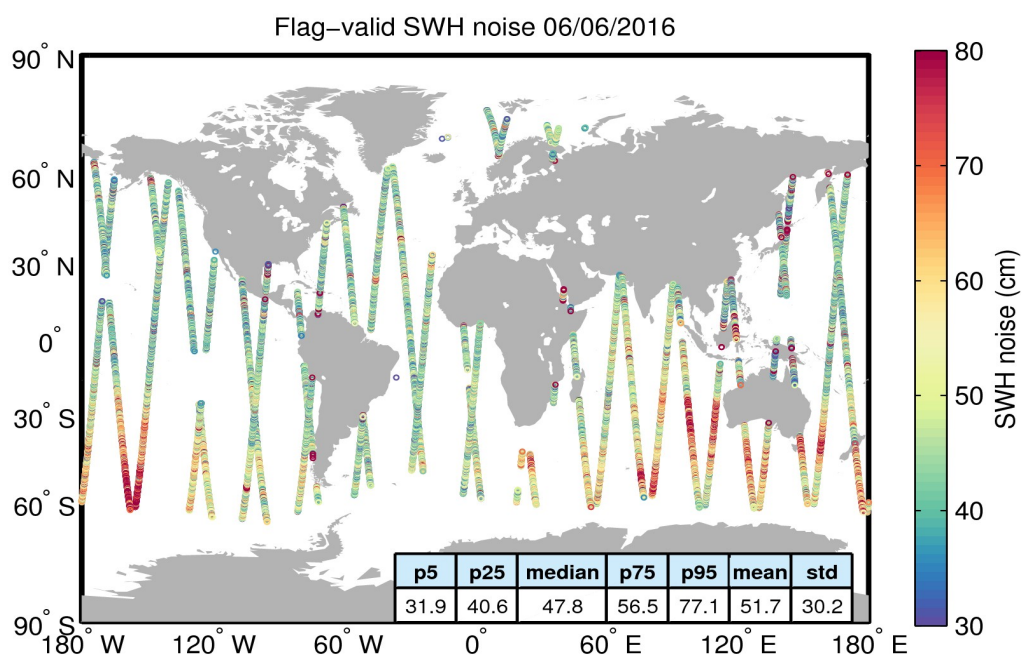 Flag−valid SWH noise 06/06/2016
90° N
60° N
30° N
0°
30° S
60° S
90° S
180° W
120° W
60° W
0°
60° E
120° E
180° E
80
70
60
50
40
30
SWH noise (cm)
p5 p25 median p75 p95 mean std
31.9 40.6 47.8 56.5 77.1 51.7 30.2